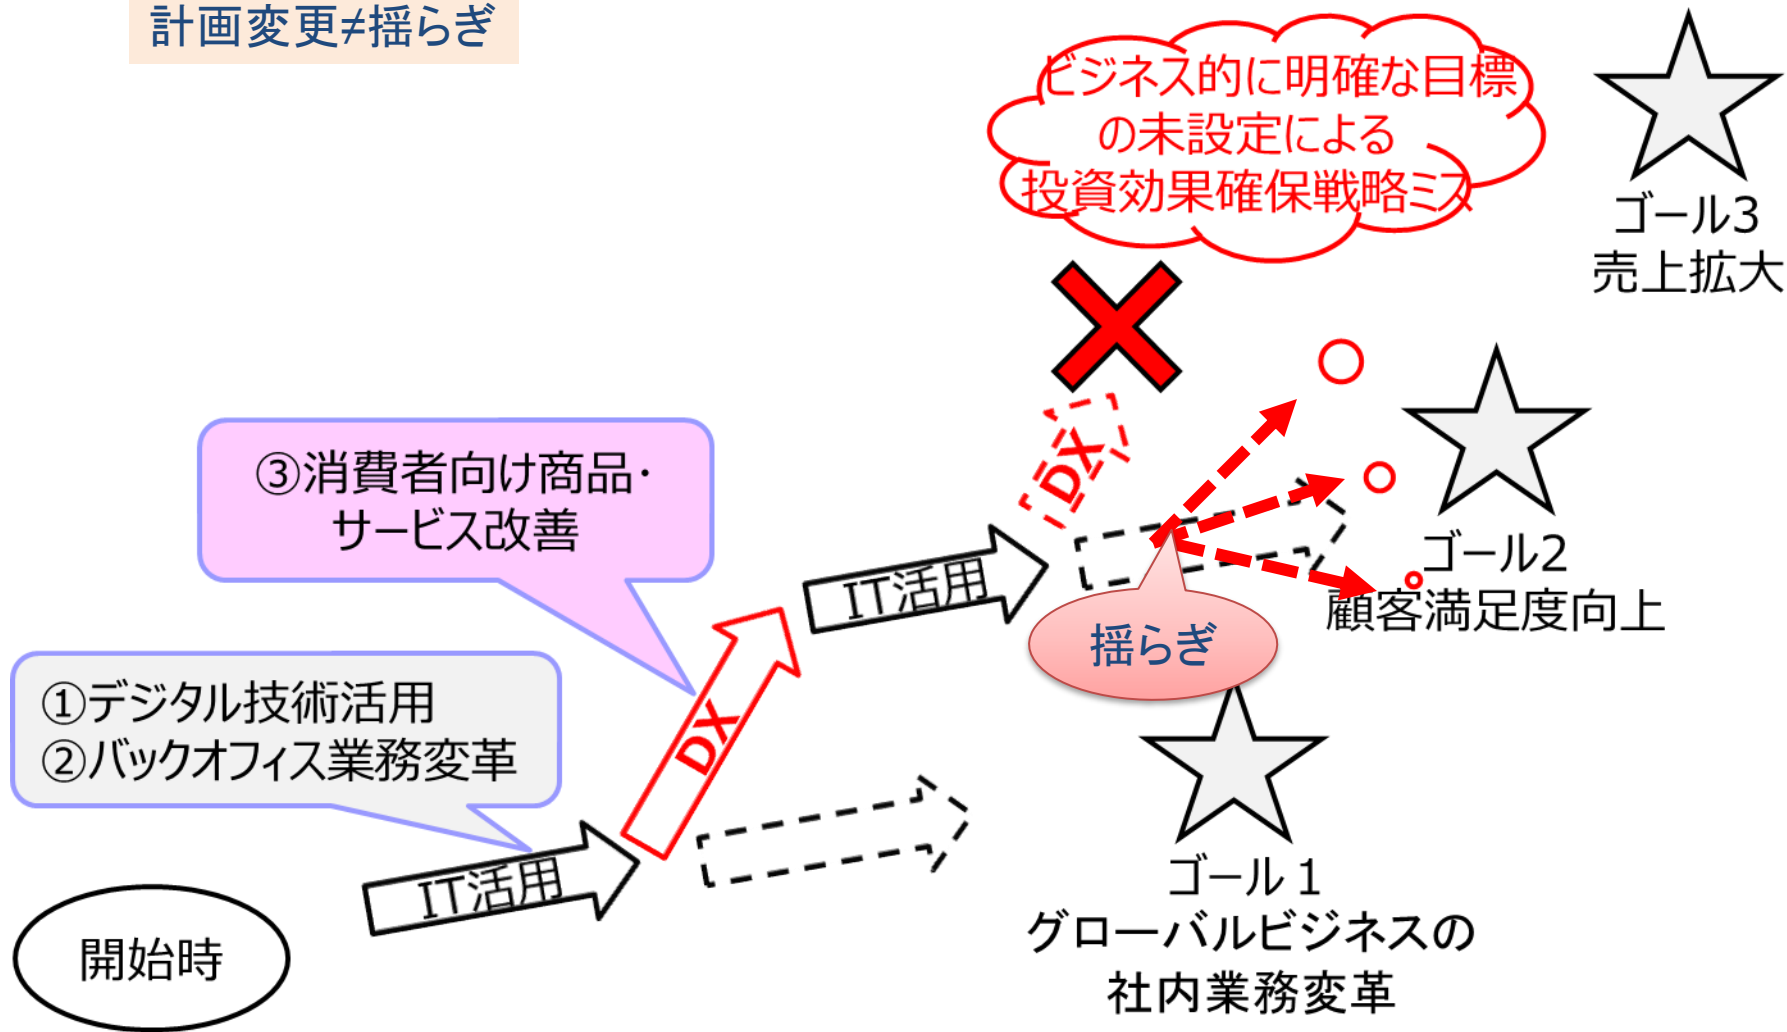 計画変更≠揺らぎ
ビジネス的に明確な目標
の未設定による
投資効果確保戦略ミス
ゴール3
売上拡大
DX
③消費者向け商品・
サービス改善
ゴール2
顧客満足度向上
IT活用
揺らぎ
①デジタル技術活用
②バックオフィス業務変革
DX
IT活用
ゴール１
グローバルビジネスの
社内業務変革
開始時